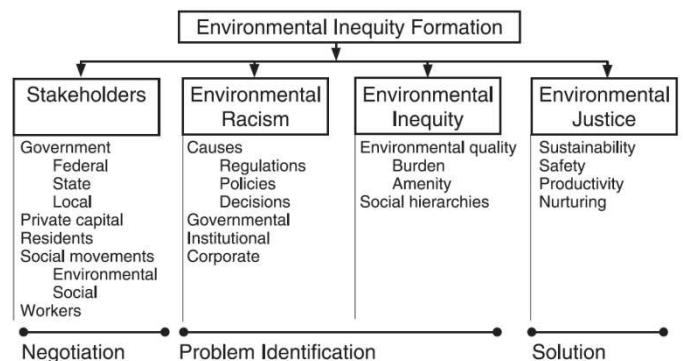 Environmental Inequity Formation
Stakeholders
Government
Federal
State
Local
Private capital
Residents
Social movements
Environmental
Social
Workers
Environmental
Racism
Causes
Regulations
Policies
Decisions
Governmental
Institutional
Corporate
Environmental
Inequity
Environmental quality
Burden
Amenity
Social hierarchies
Environmental
Justice
Sustainability
Safety
Productivity
Nurturing
Negotiation
Problem Identification
Solution